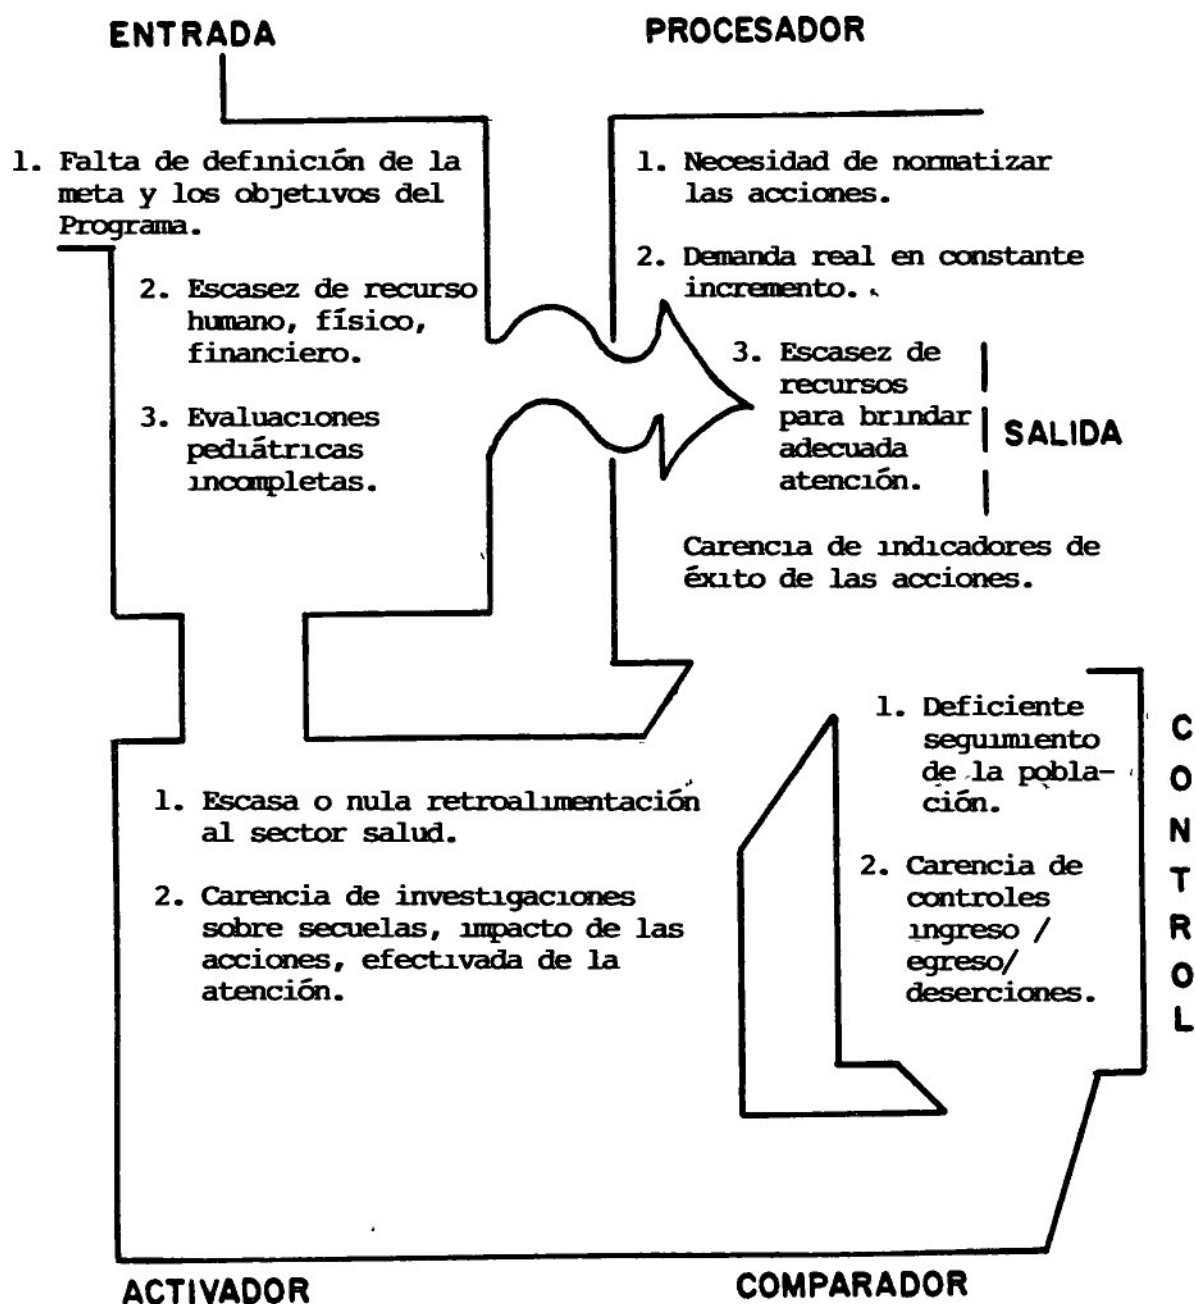 ENTRADA
PROCESADOR
1. Falta de definición de la
meta y los objetivos del
Programa.
2. Escasez de recurso
humano, físico,
financiero.
3. Evaluaciones
pediátricas
incompletas.
1. Necesidad de normatizar
las acciones.
2. Demanda real en constante
incremento.
3. Escasez de
recursos
para brindar
adecuada
atención.
SALIDA
Carencia de indicadores de
éxito de las acciones.
1. Escasa o nula retroalimentación
al sector salud.
2. Carencia de investigaciones
sobre secuelas, impacto de las
acciones, efectivada de la
atención.
1. Deficiente
seguimiento
de la pobla-
ción.
2. Carencia de
controles
ingreso /
egreso/
deserciones.
CONTROL
ACTIVADOR
COMPARADOR